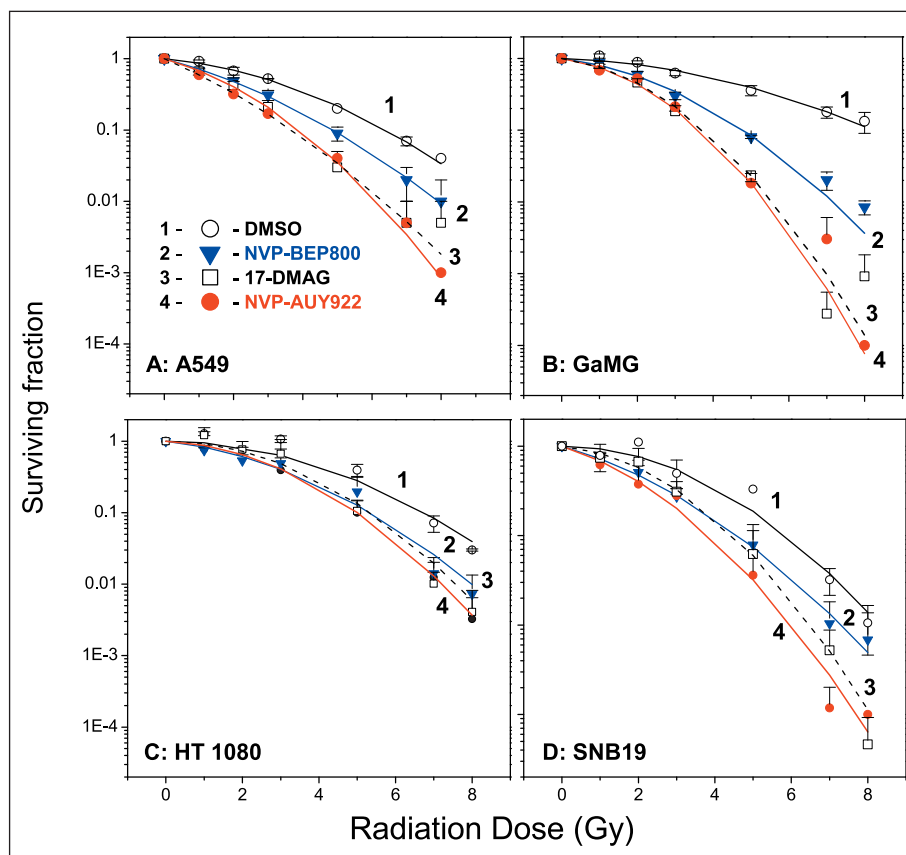 Surviving fraction
1
0.1
0.01
1E-3
1E-4
1
2
3
4
1 - - DMSO
2 - - NVP-BEP800
3 - - 17-DMAG
4 - - NVP-AUY922
A: A549
1
2
3
4
B: GaMG
1
0.1
0.01
1E-3
1E-4
1
2
3
4
C: HT 1080
0 2 4 6 8
1
2
3
4
D: SNB19
0 2 4 6 8
Radiation Dose (Gy)